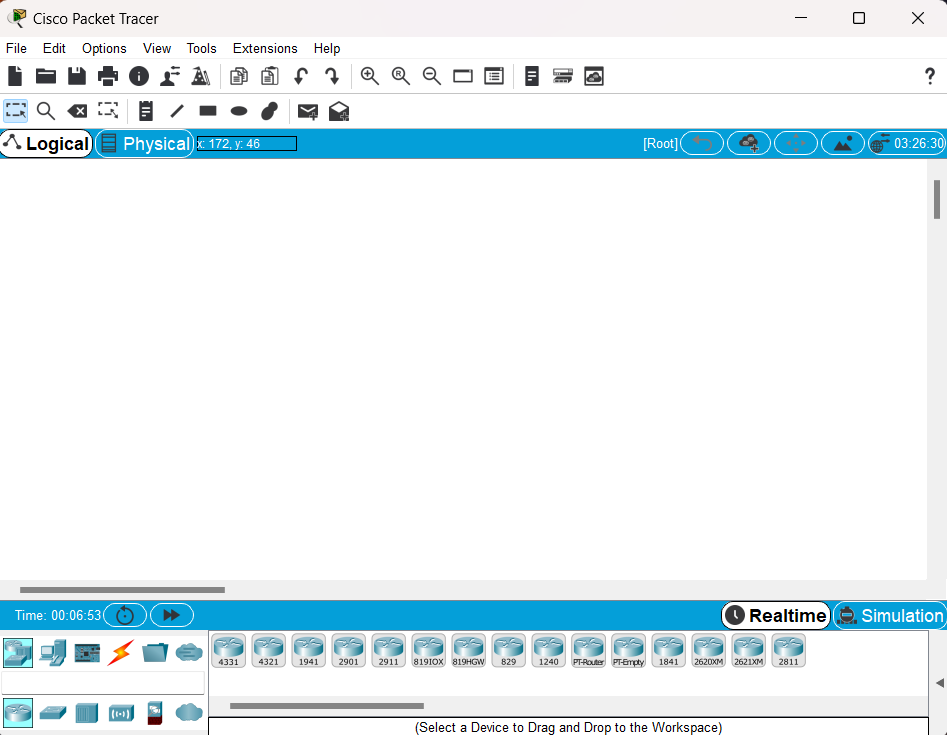 Cisco Packet Tracer
File Edit Options View Tools Extensions Help
?
Logical Physical x: 172, y: 46 [Root] 03:26:30
Time: 00:06:53 Realtime Simulation
4331 4321 1941 2901 2911 819IOX 819HGW 829 1240 PT-Router PT-Empty 1841 2620XM 2621XM 2811
(Select a Device to Drag and Drop to the Workspace)